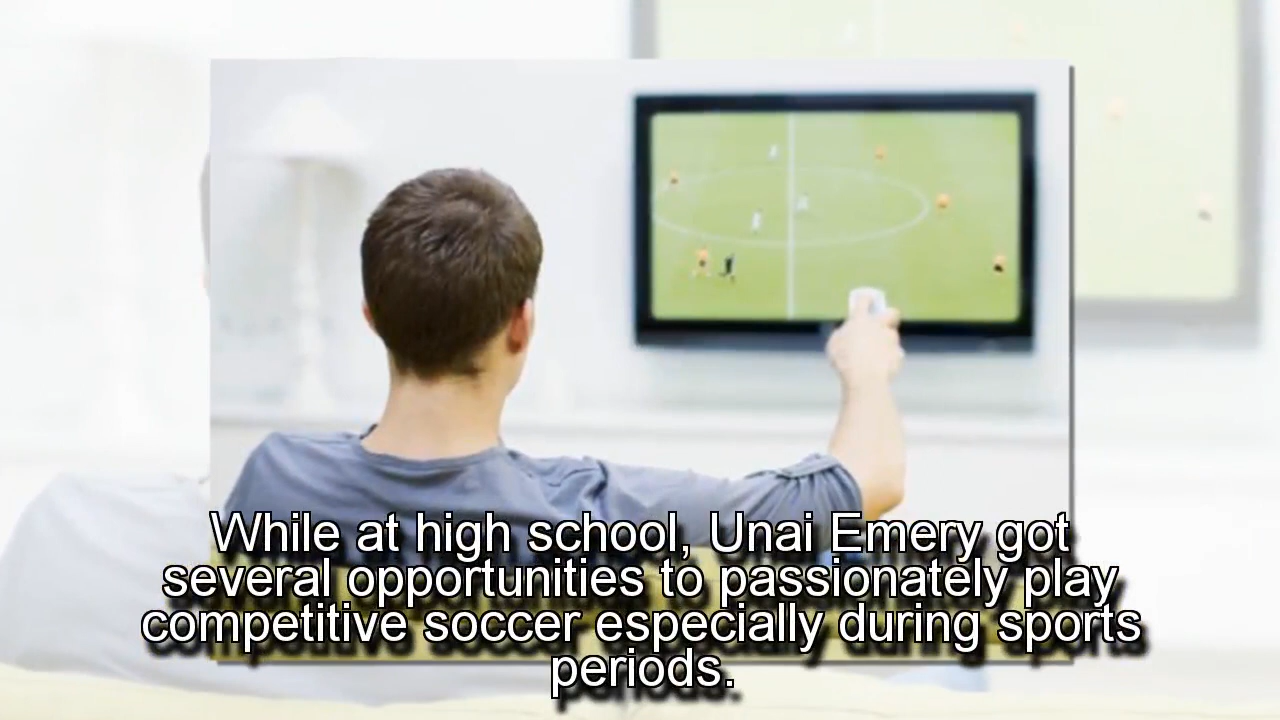 While at high school, Unai Emery got
several opportunities to passionately play
competitive soccer especially during sports
periods.